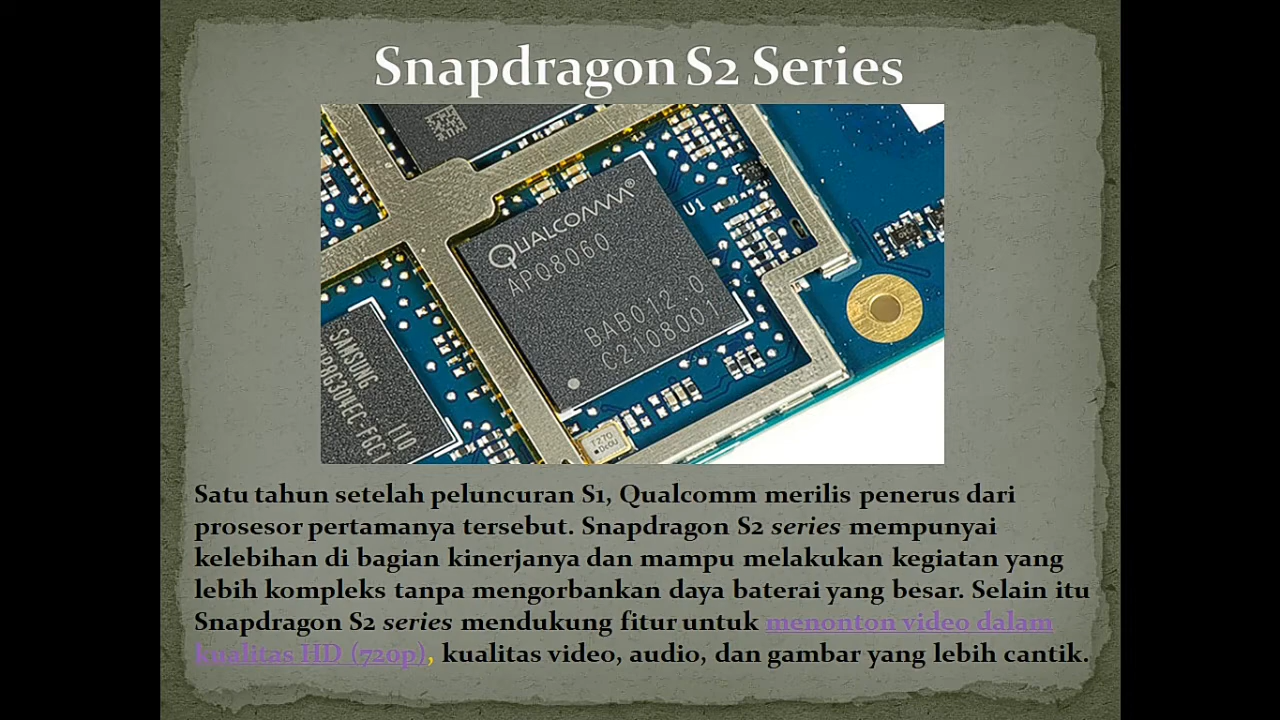 Snapdragon S2 Series
QUALCOMM®
APQ8060
U1
BAB012.0
C2108001
SAMSUNG 110
TZ70
Satu tahun setelah peluncuran S1, Qualcomm merilis penerus dari
prosesor pertamanya tersebut. Snapdragon S2 series mempunyai
kelebihan di bagian kinerjanya dan mampu melakukan kegiatan yang
lebih kompleks tanpa mengorbankan daya baterai yang besar. Selain itu
Snapdragon S2 series mendukung fitur untuk menonton video dalam
kualitas HD (720p), kualitas video, audio, dan gambar yang lebih cantik.